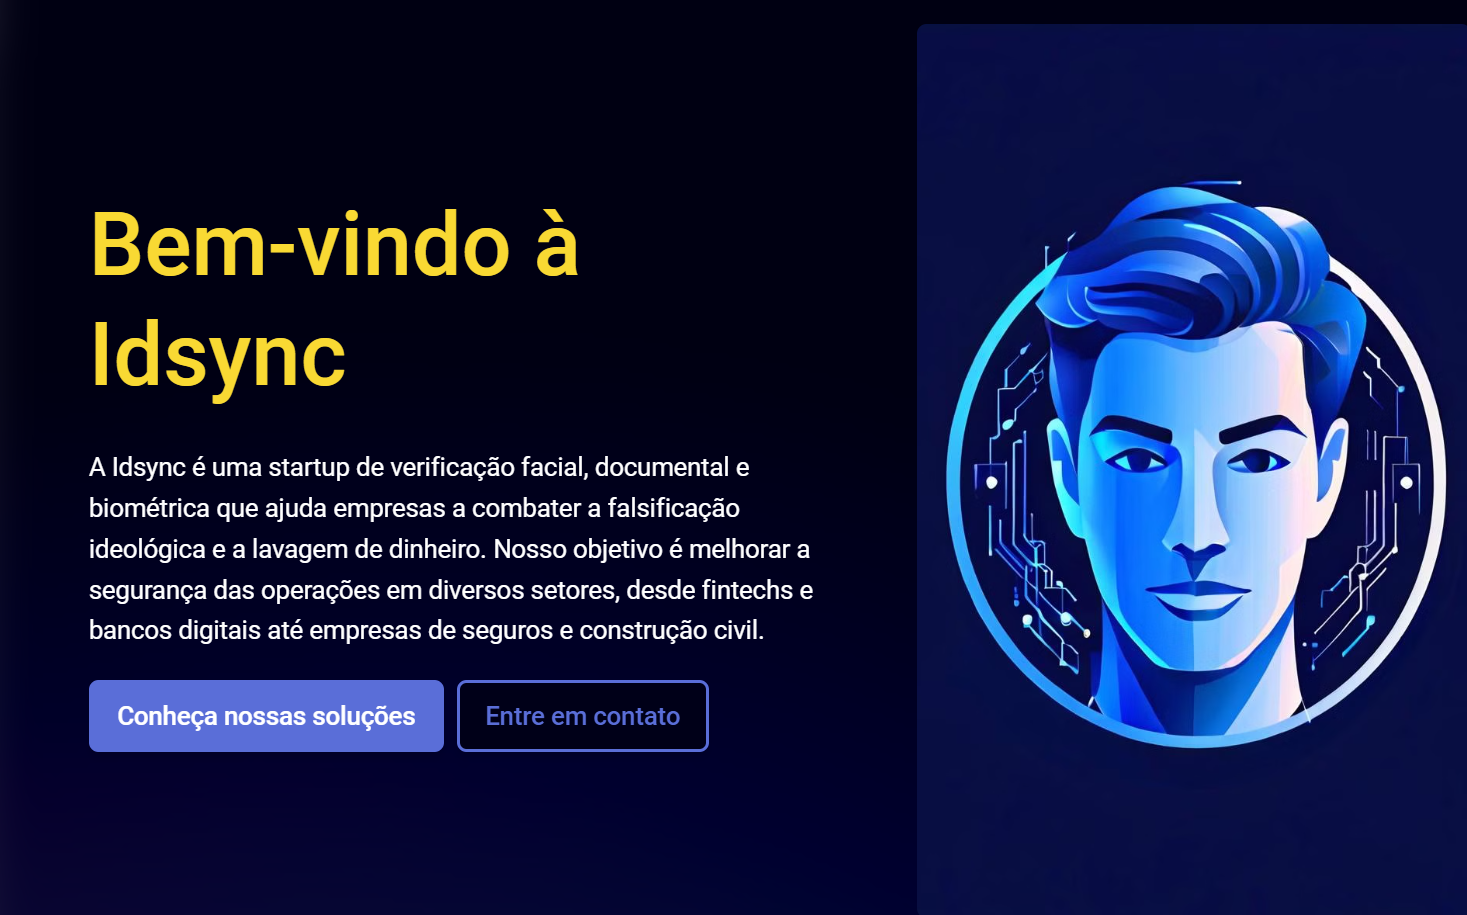 Bem-vindo à
Idsync
A Idsync é uma startup de verificação facial, documental e
biométrica que ajuda empresas a combater a falsificação
ideológica e a lavagem de dinheiro. Nosso objetivo é melhorar a
segurança das operações em diversos setores, desde fintechs e
bancos digitais até empresas de seguros e construção civil.
Conheça nossas soluções
Entre em contato